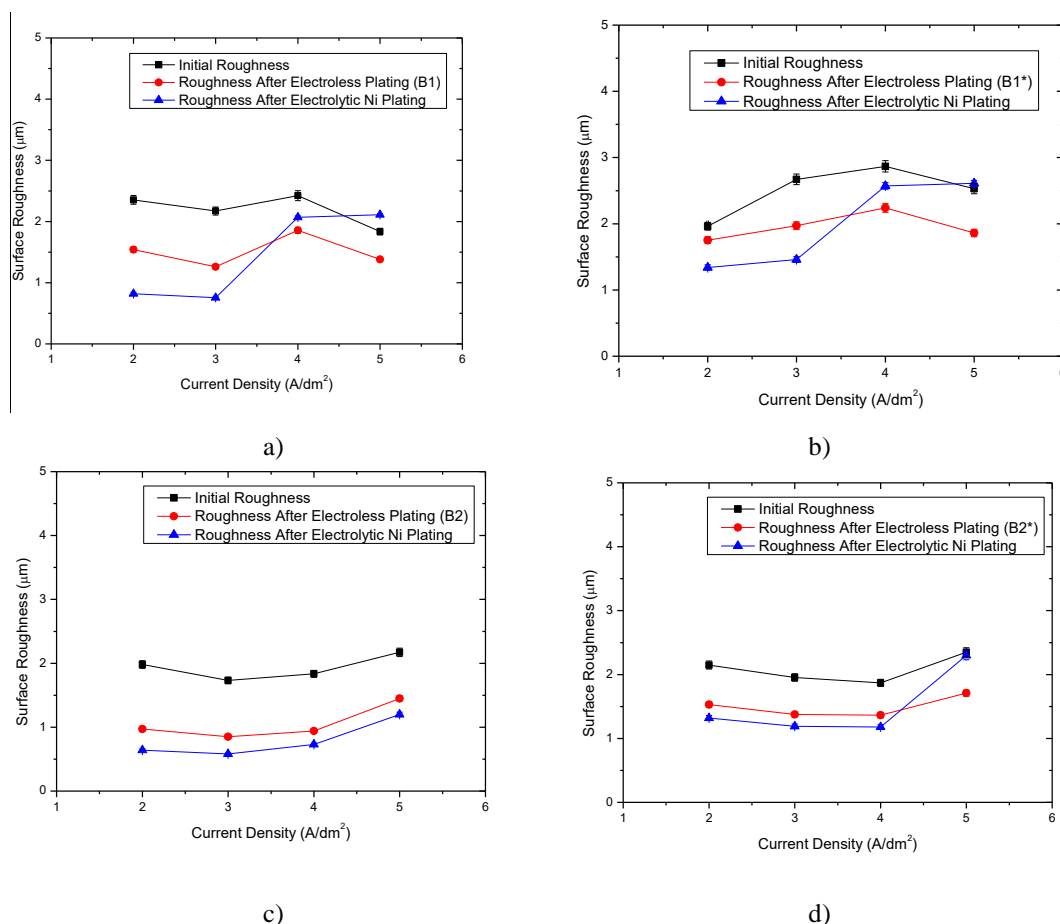 5
4
3
2
1
0
Surface Roughness (μm)
Initial Roughness
Roughness After Electroless Plating (B1)
Roughness After Electrolytic Ni Plating
1 2 3 4 5 6
Current Density (A/dm²)
a)
5
4
3
2
1
0
Surface Roughness (μm)
Initial Roughness
Roughness After Electroless Plating (B1*)
Roughness After Electrolytic Ni Plating
1 2 3 4 5
Current Density (A/dm²)
b)
5
4
3
2
1
0
Surface Roughness (μm)
Initial Roughness
Roughness After Electroless Plating (B2)
Roughness After Electrolytic Ni Plating
1 2 3 4 5 6
Current Density (A/dm²)
c)
5
4
3
2
1
0
Surface Roughness (μm)
Initial Roughness
Roughness After Electroless Plating (B2*)
Roughness After Electrolytic Ni Plating
1 2 3 4 5 6
Current Density (A/dm²)
d)